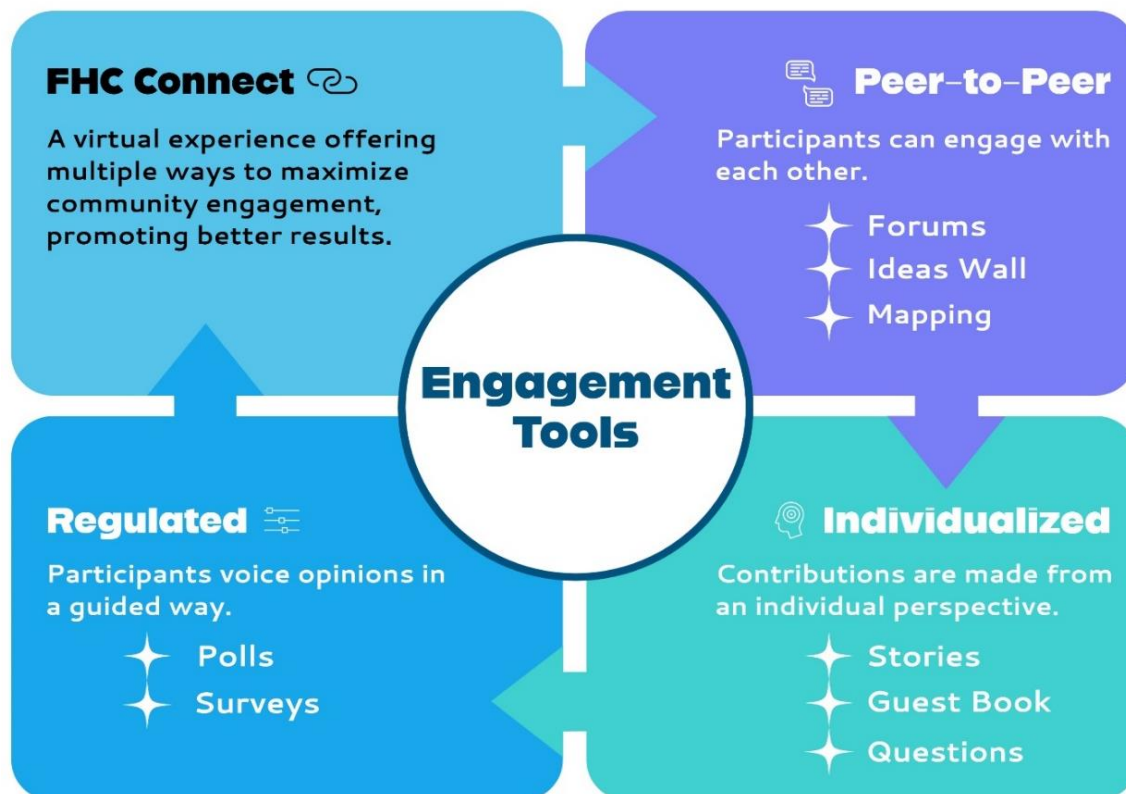 FHC Connect
A virtual experience offering
multiple ways to maximize
community engagement,
promoting better results.
Peer-to-Peer
Participants can engage with
each other.
Forums
Ideas Wall
Mapping
Engagement
Tools
Regulated
Participants voice opinions in
a guided way.
Polls
Surveys
Individualized
Contributions are made from
an individual perspective.
Stories
Guest Book
Questions